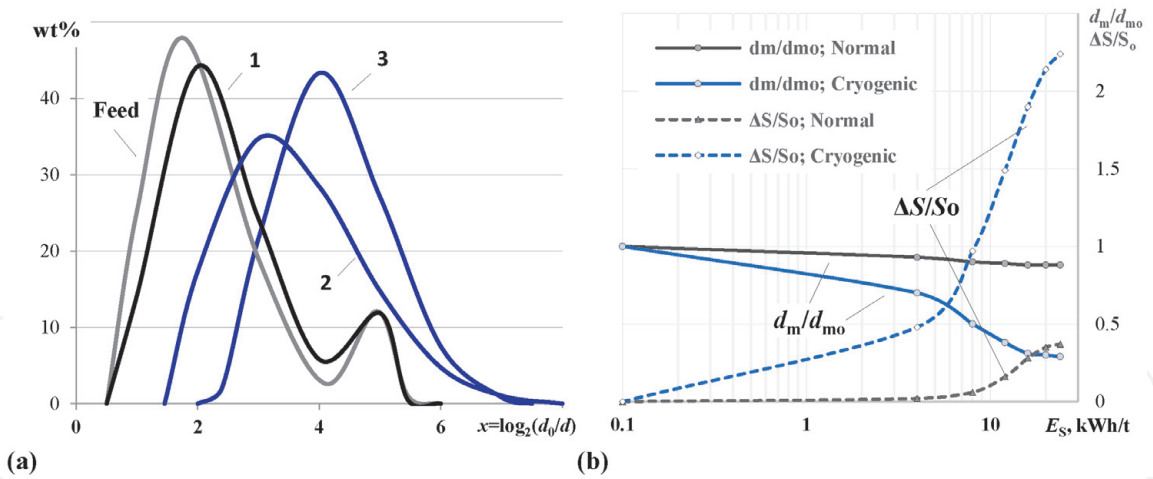 wt%
40
30
20
10
0
0
2
4
6
x=log₂(d₀/d)
Feed
1
2
3
(a)
dm/dmo; Normal
dm/dmo; Cryogenic
ΔS/So; Normal
ΔS/So; Cryogenic
dm/dmo
ΔS/So
2
1.5
1
0.5
0
ΔS/So
dm/dmo
0.1
1
10
ES, kWh/t
(b)